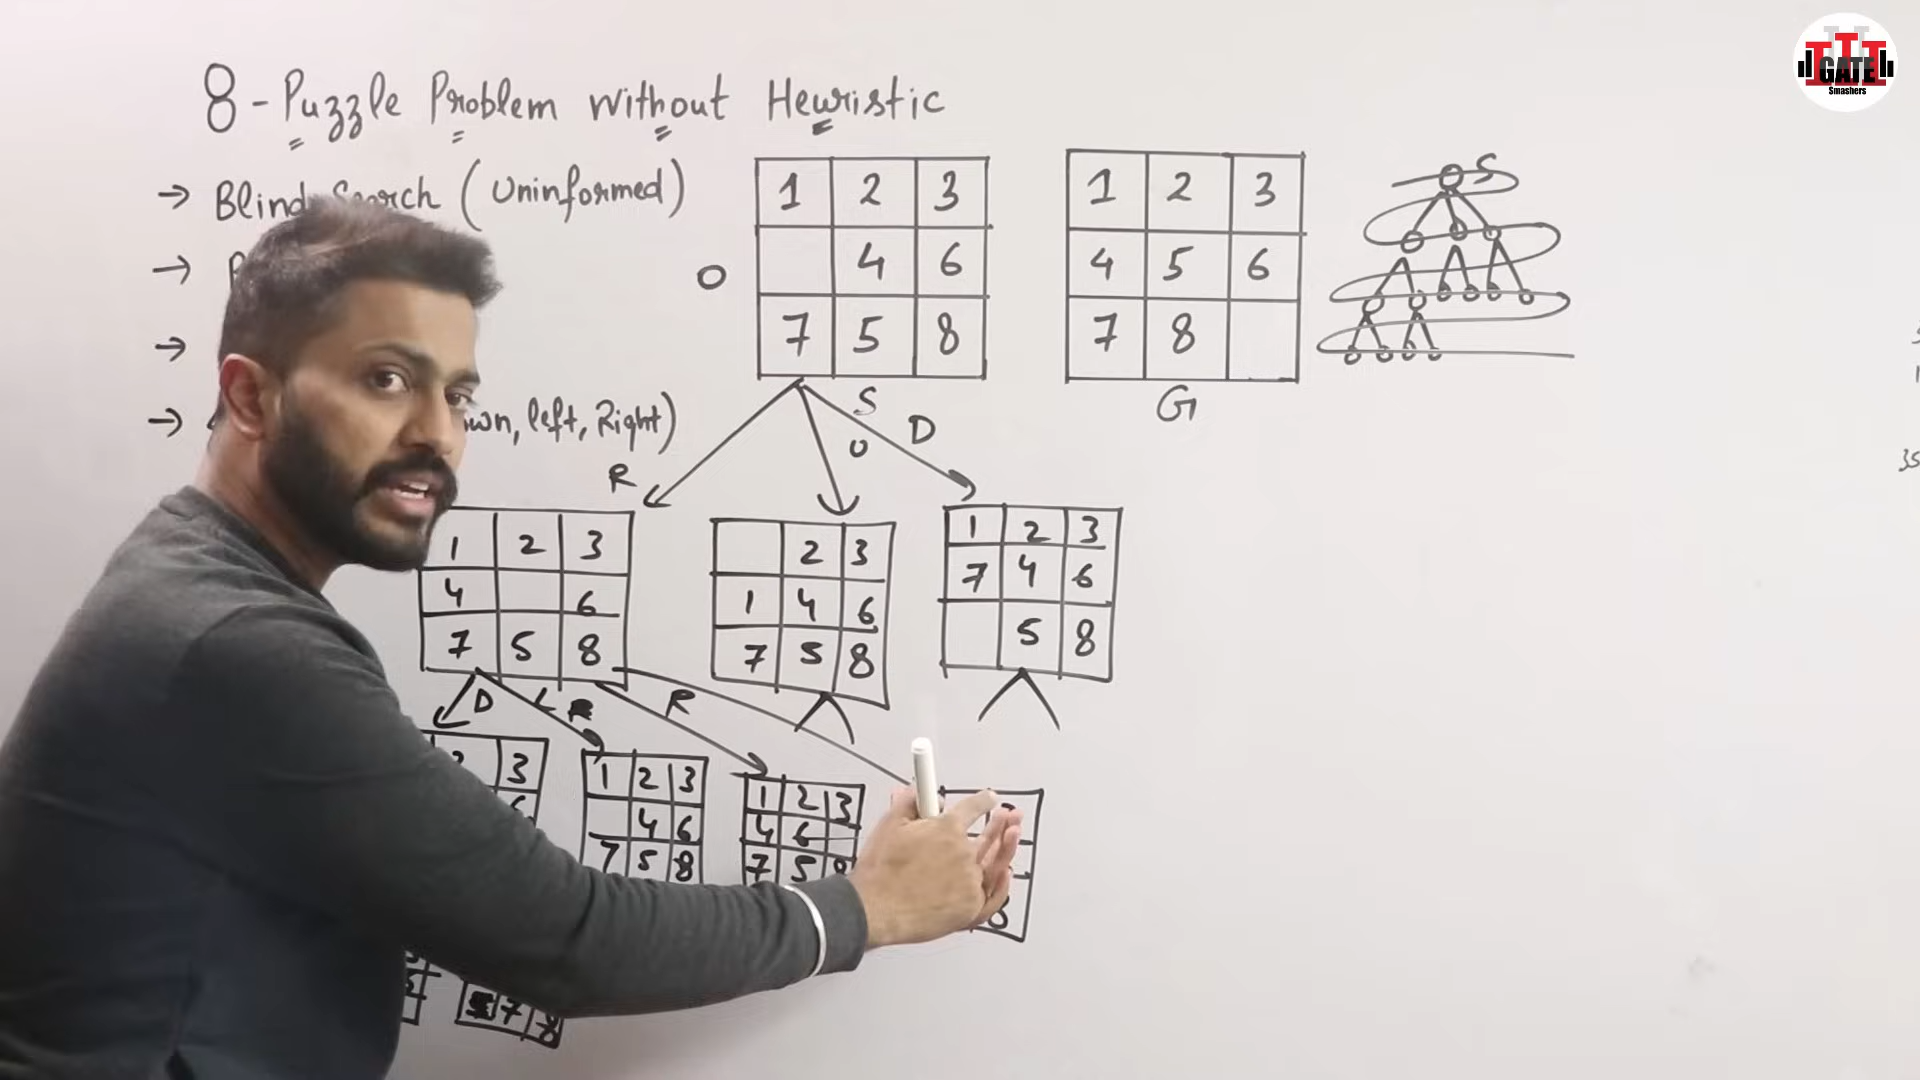 8-Puzzle Problem without Heuristic
GATE
Smashers
→ Blind Search (Uninformed)
→
→
→ left, Right)
O
1 2 3
4 6
7 5 8
S
1 2 3
4 5 6
7 8
G
S
R
U
D
1 2 3
4 6
7 5 8
2 3
1 4 6
7 5 8
1 2 3
7 4 6
5 8
D
L
R
3
1 2 3
4 6
7 5 8
1 2 3
4 6
7 5
8
7 8
35